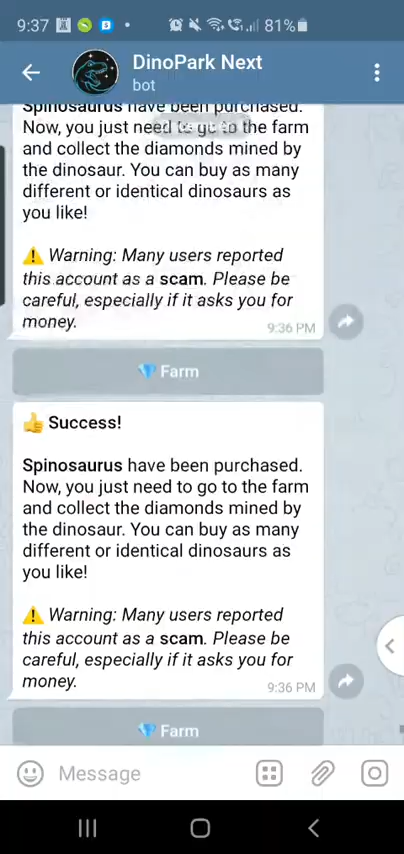 9:37
81%
DinoPark Next
bot
Spinosaurus have been purchased.
Now, you just need to go to the farm
and collect the diamonds mined by
the dinosaur. You can buy as many
different or identical dinosaurs as
you like!
⚠️ Warning: Many users reported
this account as a scam. Please be
careful, especially if it asks you for
money.
9:36 PM
💎 Farm
👍 Success!
Spinosaurus have been purchased.
Now, you just need to go to the farm
and collect the diamonds mined by
the dinosaur. You can buy as many
different or identical dinosaurs as
you like!
⚠️ Warning: Many users reported
this account as a scam. Please be
careful, especially if it asks you for
money.
9:36 PM
💎 Farm
Message